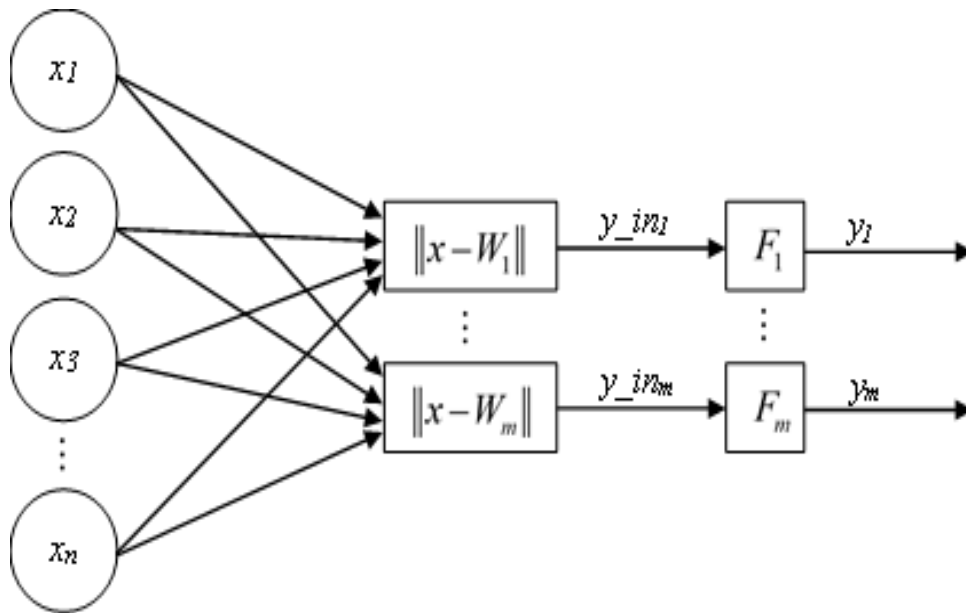 x1
x2
x3
⋮
xn
‖x − W1‖
y_in1
F1
y1
⋮
⋮
‖x − Wm‖
y_inm
Fm
ym